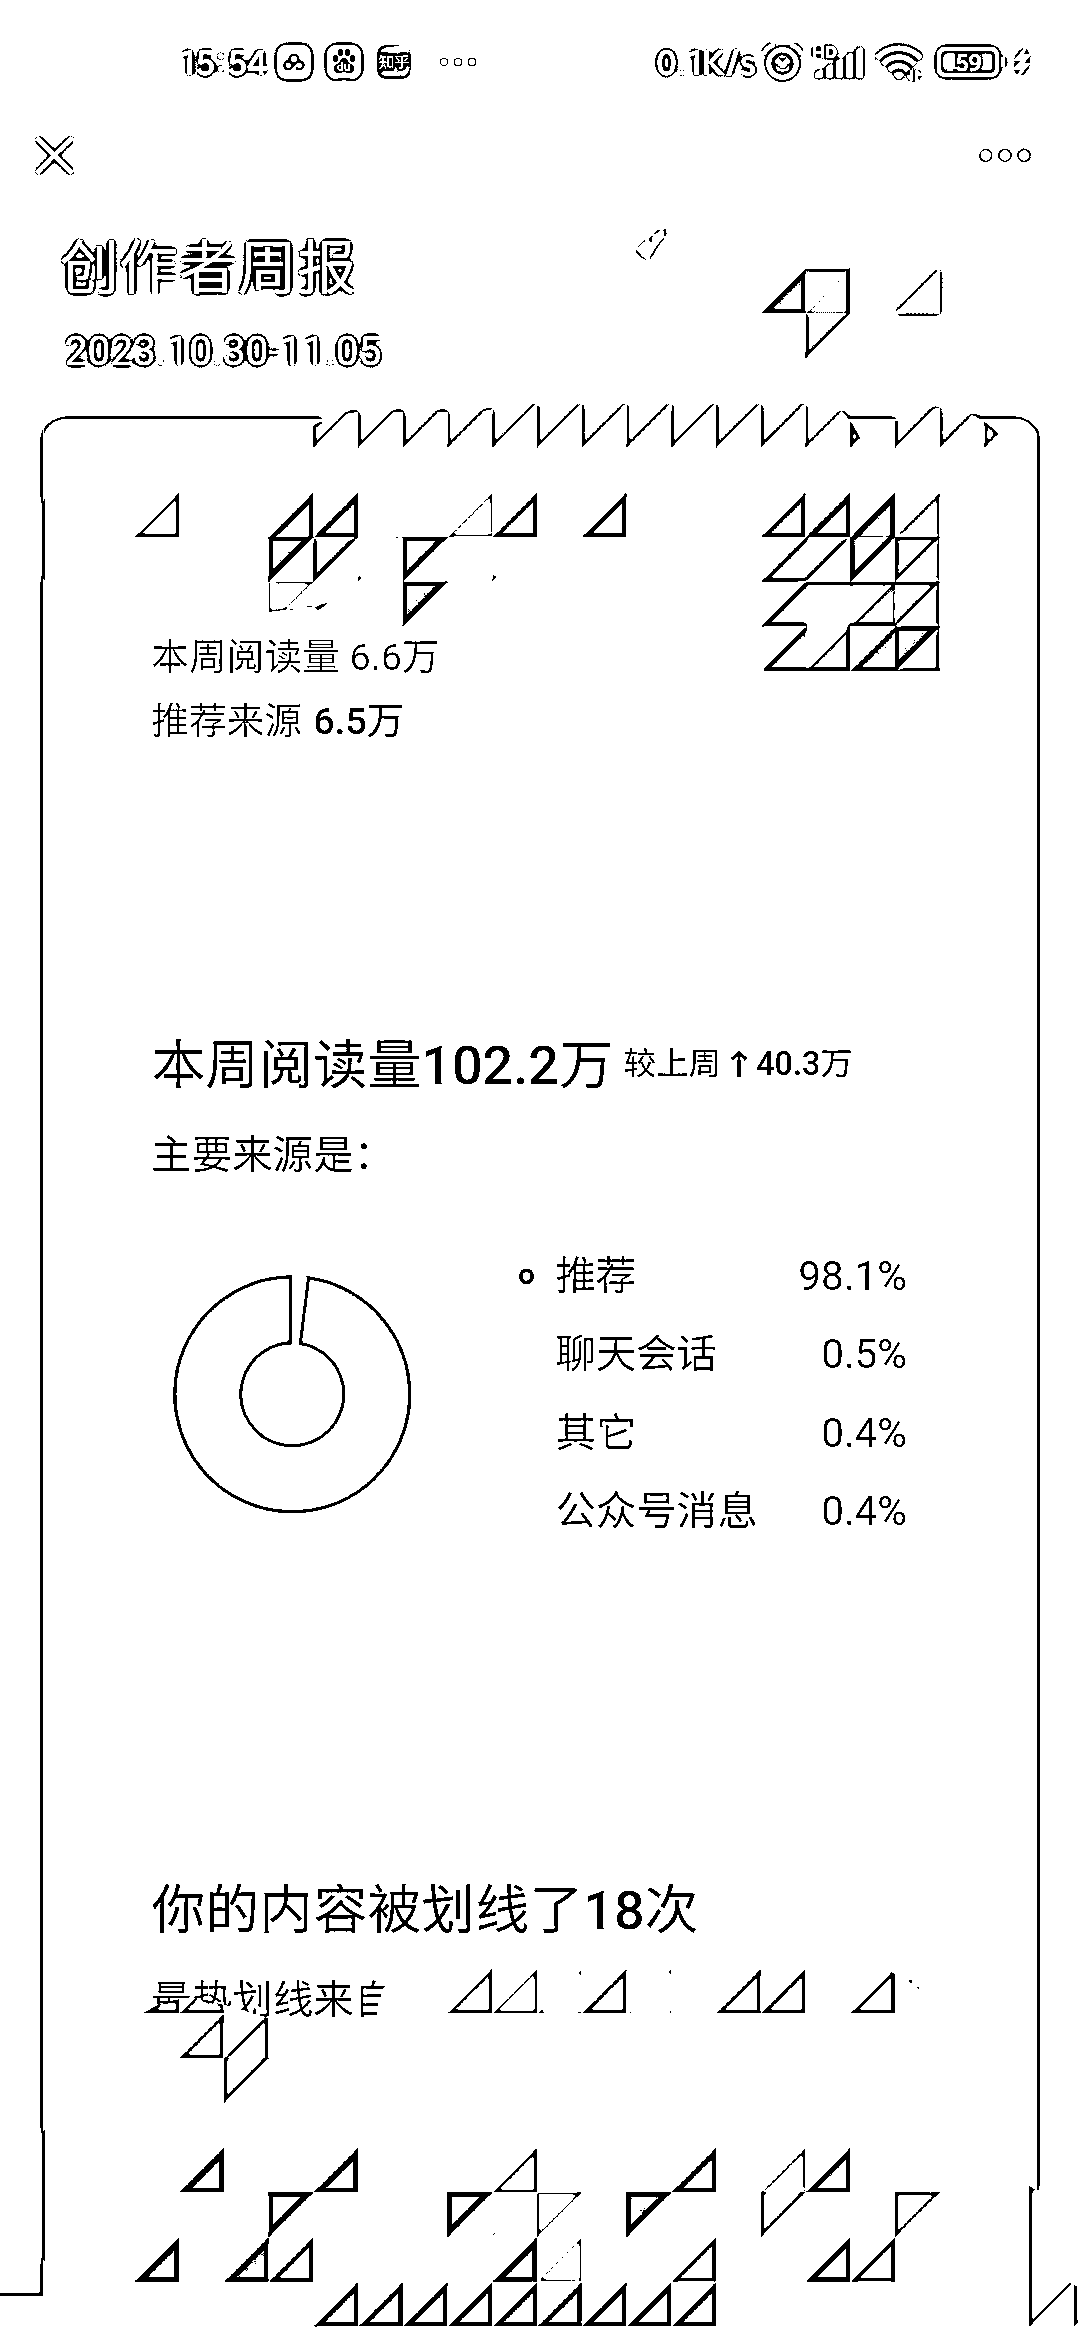 15:54 知乎 0.1K/s HD 59
创作者周报
2023.10.30-11.05
本周阅读量 6.6万
推荐来源 6.5万
本周阅读量102.2万 较上周↑40.3万
主要来源是：
推荐 98.1%
聊天会话 0.5%
其它 0.4%
公众号消息 0.4%
你的内容被划线了18次
最热划线来自